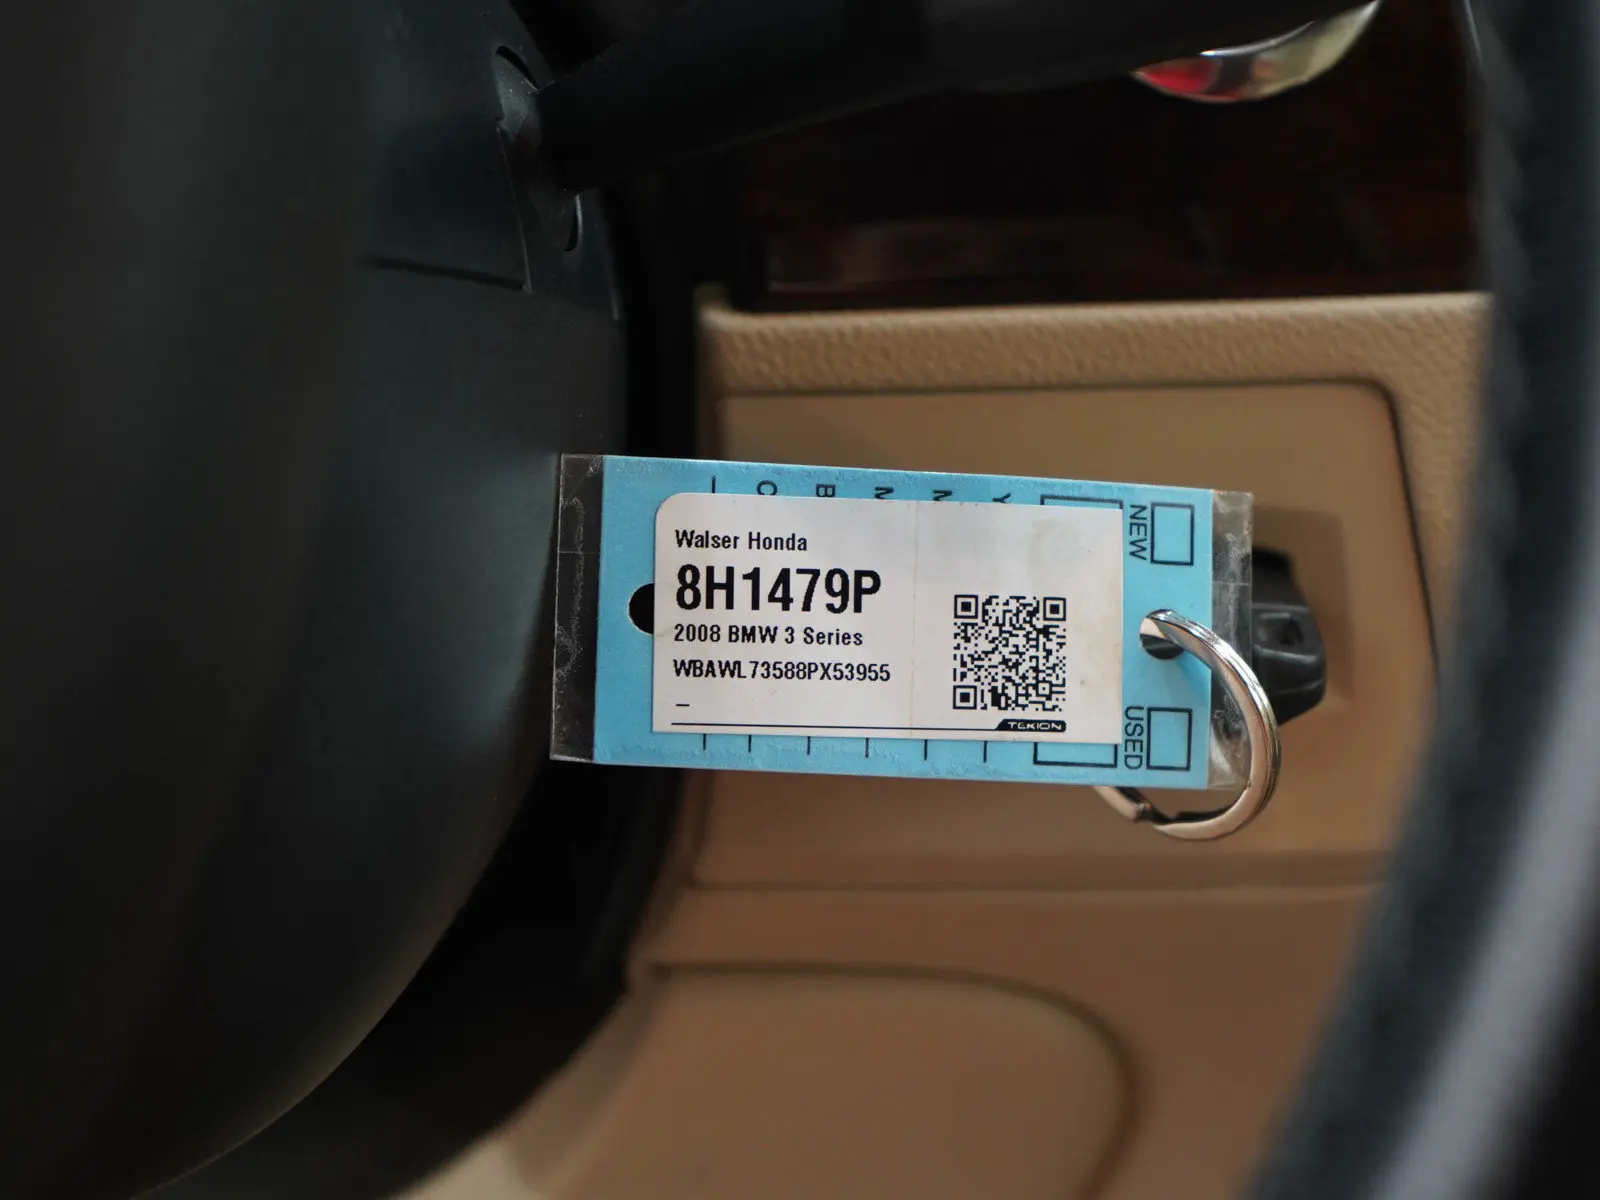 Walser Honda
8H1479P
2008 BMW 3 Series
WBAWL73588PX53955
–
TEKION
NEW
USED